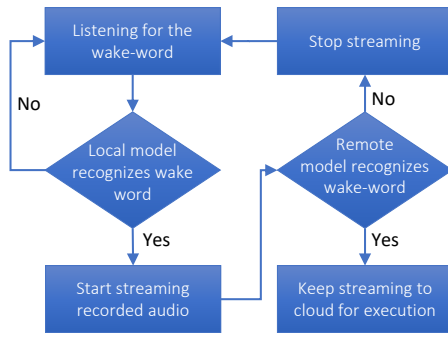 Listening for the
wake-word
Stop streaming
No
No
Local model
recognizes wake
word
Remote
model recognizes
wake-word
Yes
Yes
Start streaming
recorded audio
Keep streaming to
cloud for execution